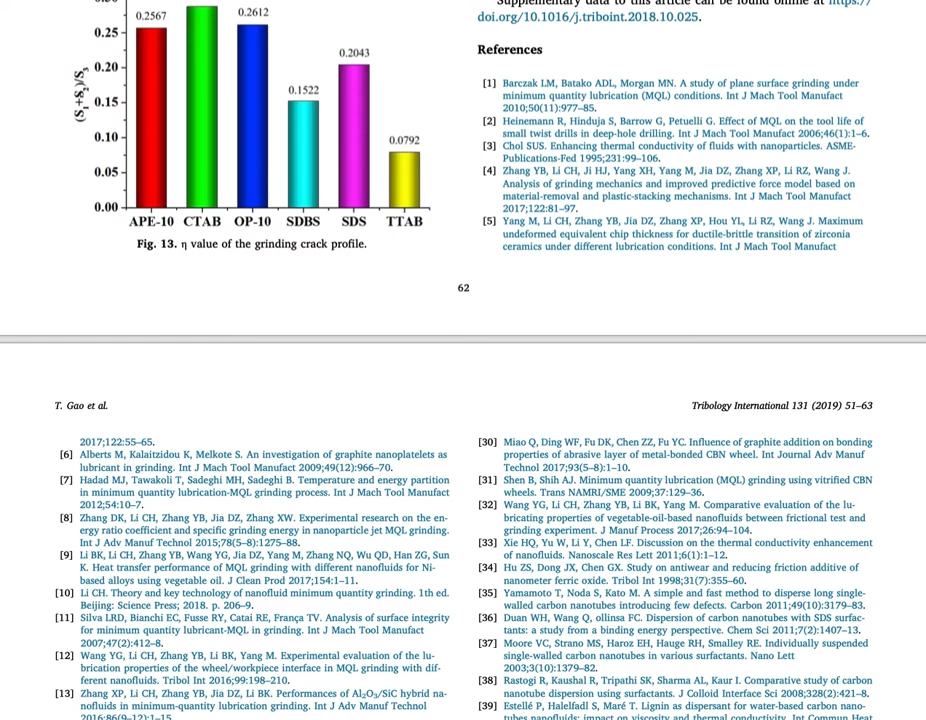 0.30
0.2567
0.2612
0.25
0.20
0.2043
0.15
0.1522
0.10
0.0792
0.05
0.00
(S1+S2)/S3
APE-10 CTAB OP-10 SDBS SDS TTAB
Fig. 13. η value of the grinding crack profile.
Supplementary data to this article can be found online at https://
doi.org/10.1016/j.triboint.2018.10.025.
References
[1] Barczak LM, Batako ADL, Morgan MN. A study of plane surface grinding under
minimum quantity lubrication (MQL) conditions. Int J Mach Tool Manufact
2010;50(11):977–85.
[2] Heinemann R, Hinduja S, Barrow G, Petuelli G. Effect of MQL on the tool life of
small twist drills in deep-hole drilling. Int J Mach Tool Manufact 2006;46(1):1–6.
[3] Chol SUS. Enhancing thermal conductivity of fluids with nanoparticles. ASME-
Publications-Fed 1995;231:99–106.
[4] Zhang YB, Li CH, Ji HJ, Yang XH, Yang M, Jia DZ, Zhang XP, Li RZ, Wang J.
Analysis of grinding mechanics and improved predictive force model based on
material-removal and plastic-stacking mechanisms. Int J Mach Tool Manufact
2017;122:81–97.
[5] Yang M, Li CH, Zhang YB, Jia DZ, Zhang XP, Hou YL, Li RZ, Wang J. Maximum
undeformed equivalent chip thickness for ductile-brittle transition of zirconia
ceramics under different lubrication conditions. Int J Mach Tool Manufact
62
T. Gao et al.
Tribology International 131 (2019) 51–63
2017;122:55–65.
[6] Alberts M, Kalaitzidou K, Melkote S. An investigation of graphite nanoplatelets as
lubricant in grinding. Int J Mach Tool Manufact 2009;49(12):966–70.
[7] Hadad MJ, Tawakoli T, Sadeghi MH, Sadeghi B. Temperature and energy partition
in minimum quantity lubrication-MQL grinding process. Int J Mach Tool Manufact
2012;54:10–7.
[8] Zhang DK, Li CH, Zhang YB, Jia DZ, Zhang XW. Experimental research on the en-
ergy ratio coefficient and specific grinding energy in nanoparticle jet MQL grinding.
Int J Adv Manuf Technol 2015;78(5–8):1275–88.
[9] Li BK, Li CH, Zhang YB, Wang YG, Jia DZ, Yang M, Zhang NQ, Wu QD, Han ZG, Sun
K. Heat transfer performance of MQL grinding with different nanofluids for Ni-
based alloys using vegetable oil. J Clean Prod 2017;154:1–11.
[10] Li CH. Theory and key technology of nanofluid minimum quantity grinding. 1th ed.
Beijing: Science Press; 2018. p. 206–9.
[11] Silva LRD, Bianchi EC, Fusse RY, Catai RE, França TV. Analysis of surface integrity
for minimum quantity lubricant-MQL in grinding. Int J Mach Tool Manufact
2007;47(2):412–8.
[12] Wang YG, Li CH, Zhang YB, Li BK, Yang M. Experimental evaluation of the lu-
brication properties of the wheel/workpiece interface in MQL grinding with dif-
ferent nanofluids. Tribol Int 2016;99:198–210.
[13] Zhang XP, Li CH, Zhang YB, Jia DZ, Li BK. Performances of Al2O3/SiC hybrid na-
nofluids in minimum-quantity lubrication grinding. Int J Adv Manuf Technol
2016;86(9–12):1–15.
[30] Miao Q, Ding WF, Fu DK, Chen ZZ, Fu YC. Influence of graphite addition on bonding
properties of abrasive layer of metal-bonded CBN wheel. Int Journal Adv Manuf
Technol 2017;93(5–8):1–10.
[31] Shen B, Shih AJ. Minimum quantity lubrication (MQL) grinding using vitrified CBN
wheels. Trans NAMRI/SME 2009;37:129–36.
[32] Wang YG, Li CH, Zhang YB, Li BK, Yang M. Comparative evaluation of the lu-
bricating properties of vegetable-oil-based nanofluids between frictional test and
grinding experiment. J Manuf Process 2017;26:94–104.
[33] Xie HQ, Yu W, Li Y, Chen LF. Discussion on the thermal conductivity enhancement
of nanofluids. Nanoscale Res Lett 2011;6(1):1–12.
[34] Hu ZS, Dong JX, Chen GX. Study on antiwear and reducing friction additive of
nanometer ferric oxide. Tribol Int 1998;31(7):355–60.
[35] Yamamoto T, Noda S, Kato M. A simple and fast method to disperse long single-
walled carbon nanotubes introducing few defects. Carbon 2011;49(10):3179–83.
[36] Duan WH, Wang Q, ollinsa FC. Dispersion of carbon nanotubes with SDS surfac-
tants: a study from a binding energy perspective. Chem Sci 2011;7(2):1407–13.
[37] Moore VC, Strano MS, Haroz EH, Hauge RH, Smalley RE. Individually suspended
single-walled carbon nanotubes in various surfactants. Nano Lett
2003;3(10):1379–82.
[38] Rastogi R, Kaushal R, Tripathi SK, Sharma AL, Kaur I. Comparative study of carbon
nanotube dispersion using surfactants. J Colloid Interface Sci 2008;328(2):421–8.
[39] Estellé P, Halelfadl S, Maré T. Lignin as dispersant for water-based carbon nano-
tubes nanofluids: impact on viscosity and thermal conductivity. Int Commun Heat